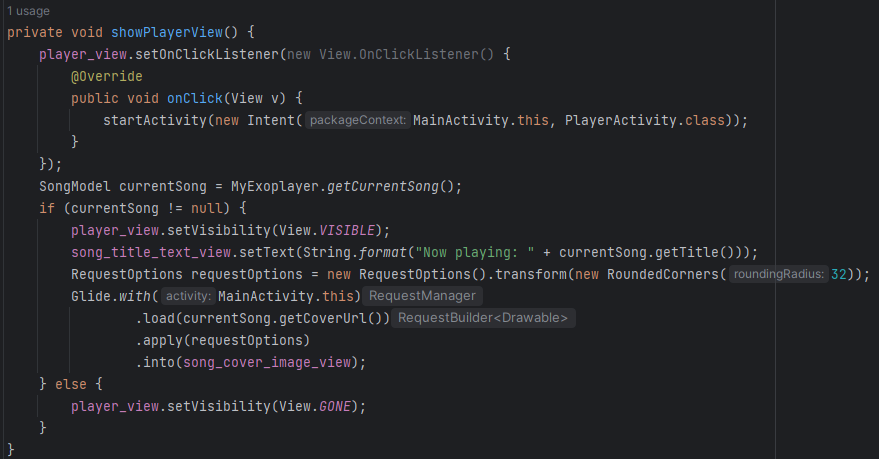 1 usage
private void showPlayerView() {
    player_view.setOnClickListener(new View.OnClickListener() {
        @Override
        public void onClick(View v) {
            startActivity(new Intent( packageContext: MainActivity.this, PlayerActivity.class));
        }
    });
    SongModel currentSong = MyExoplayer.getCurrentSong();
    if (currentSong != null) {
        player_view.setVisibility(View.VISIBLE);
        song_title_text_view.setText(String.format("Now playing: " + currentSong.getTitle()));
        RequestOptions requestOptions = new RequestOptions().transform(new RoundedCorners( roundingRadius: 32));
        Glide.with( activity: MainActivity.this) RequestManager
                .load(currentSong.getCoverUrl()) RequestBuilder<Drawable>
                .apply(requestOptions)
                .into(song_cover_image_view);
    } else {
        player_view.setVisibility(View.GONE);
    }
}